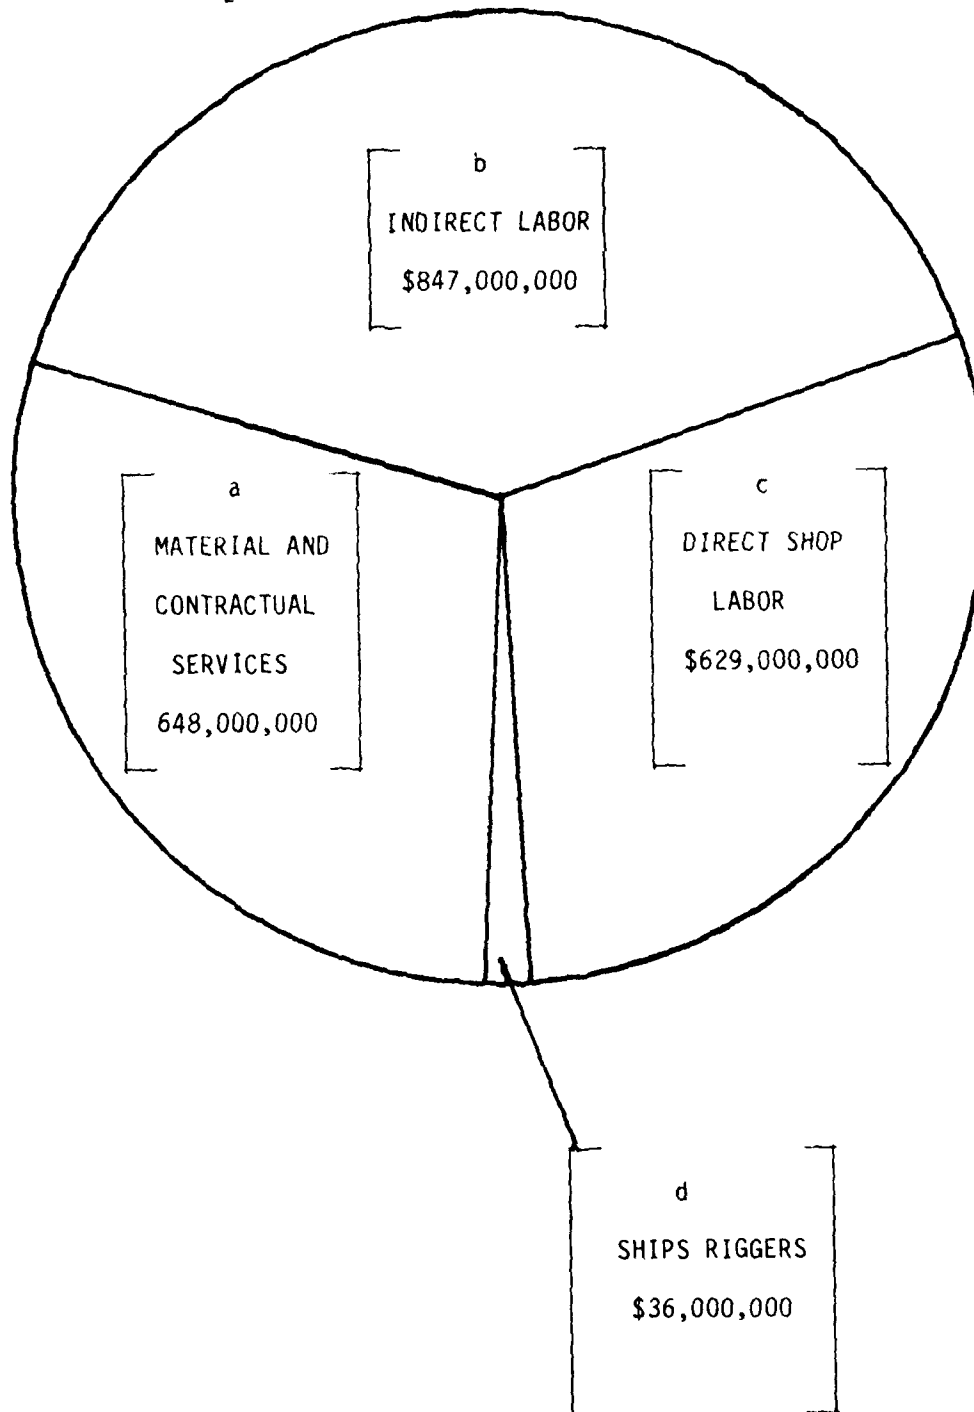 b
INDIRECT LABOR
$847,000,000
a
MATERIAL AND
CONTRACTUAL
SERVICES
648,000,000
c
DIRECT SHOP
LABOR
$629,000,000
d
SHIPS RIGGERS
$36,000,000